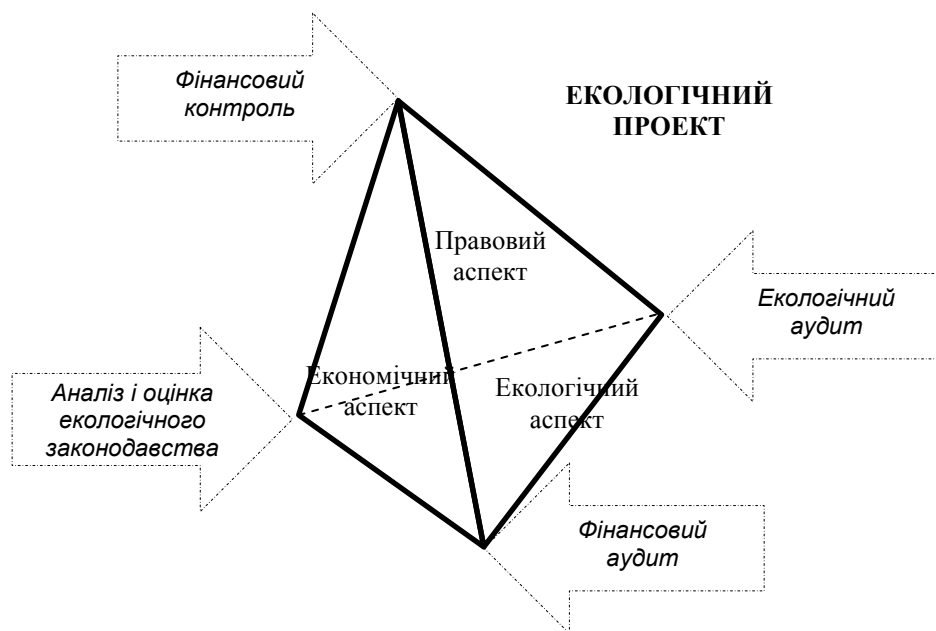 Фінансовий
контроль
ЕКОЛОГІЧНИЙ
ПРОЕКТ
Правовий
аспект
Екологічний
аудит
Економічний
аспект
Екологічний
аспект
Аналіз і оцінка
екологічного
законодавства
Фінансовий
аудит